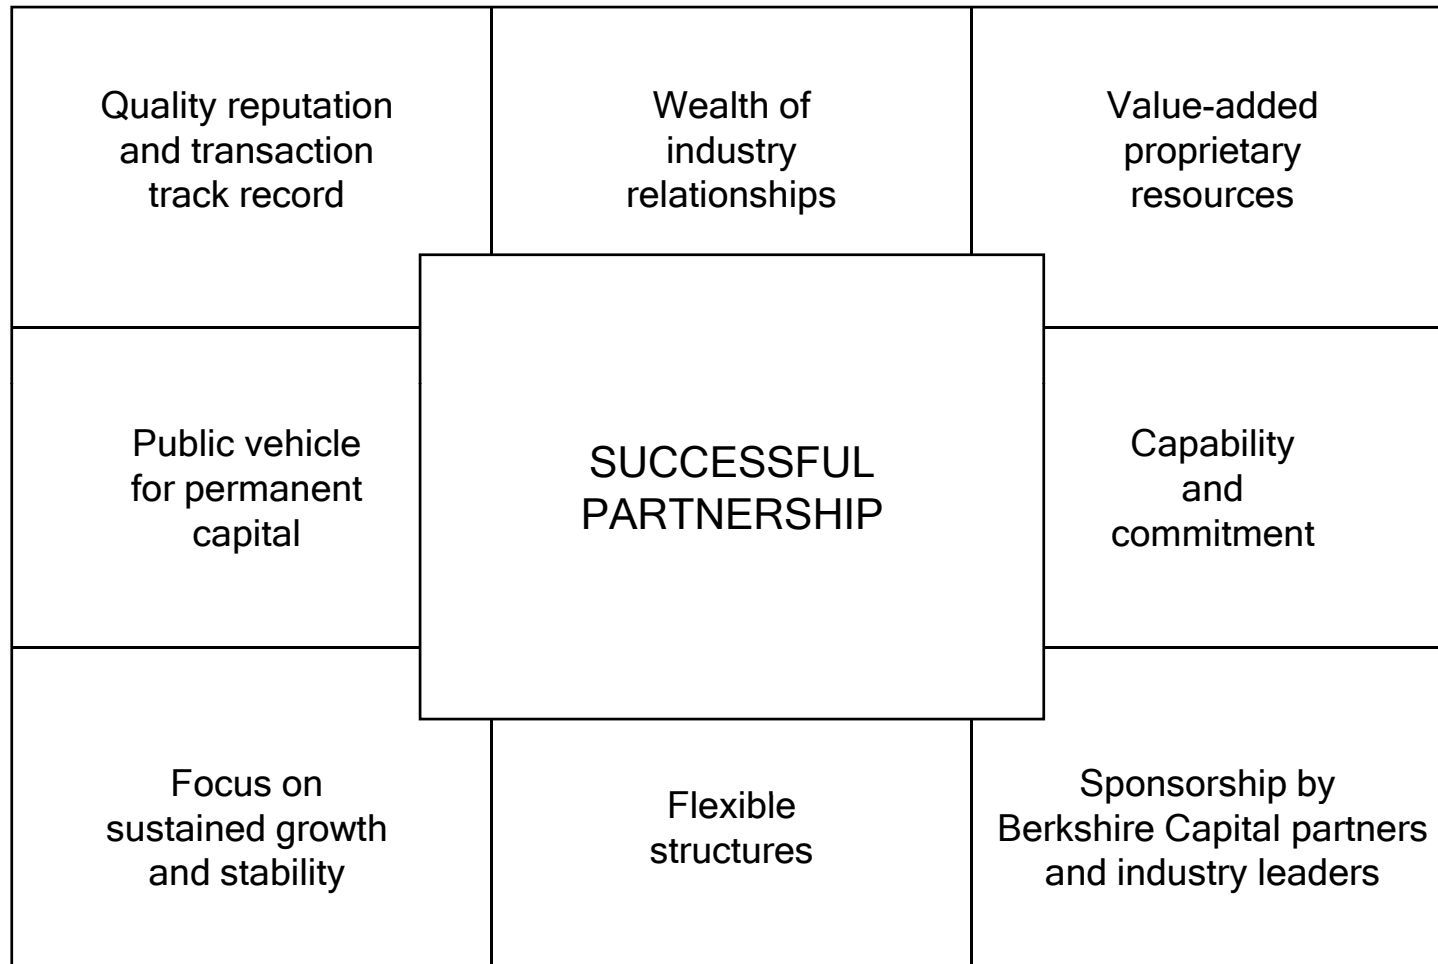 Quality reputation
and transaction
track record
Wealth of
industry
relationships
Value-added
proprietary
resources
Public vehicle
for permanent
capital
SUCCESSFUL
PARTNERSHIP
Capability
and
commitment
Focus on
sustained growth
and stability
Flexible
structures
Sponsorship by
Berkshire Capital partners
and industry leaders